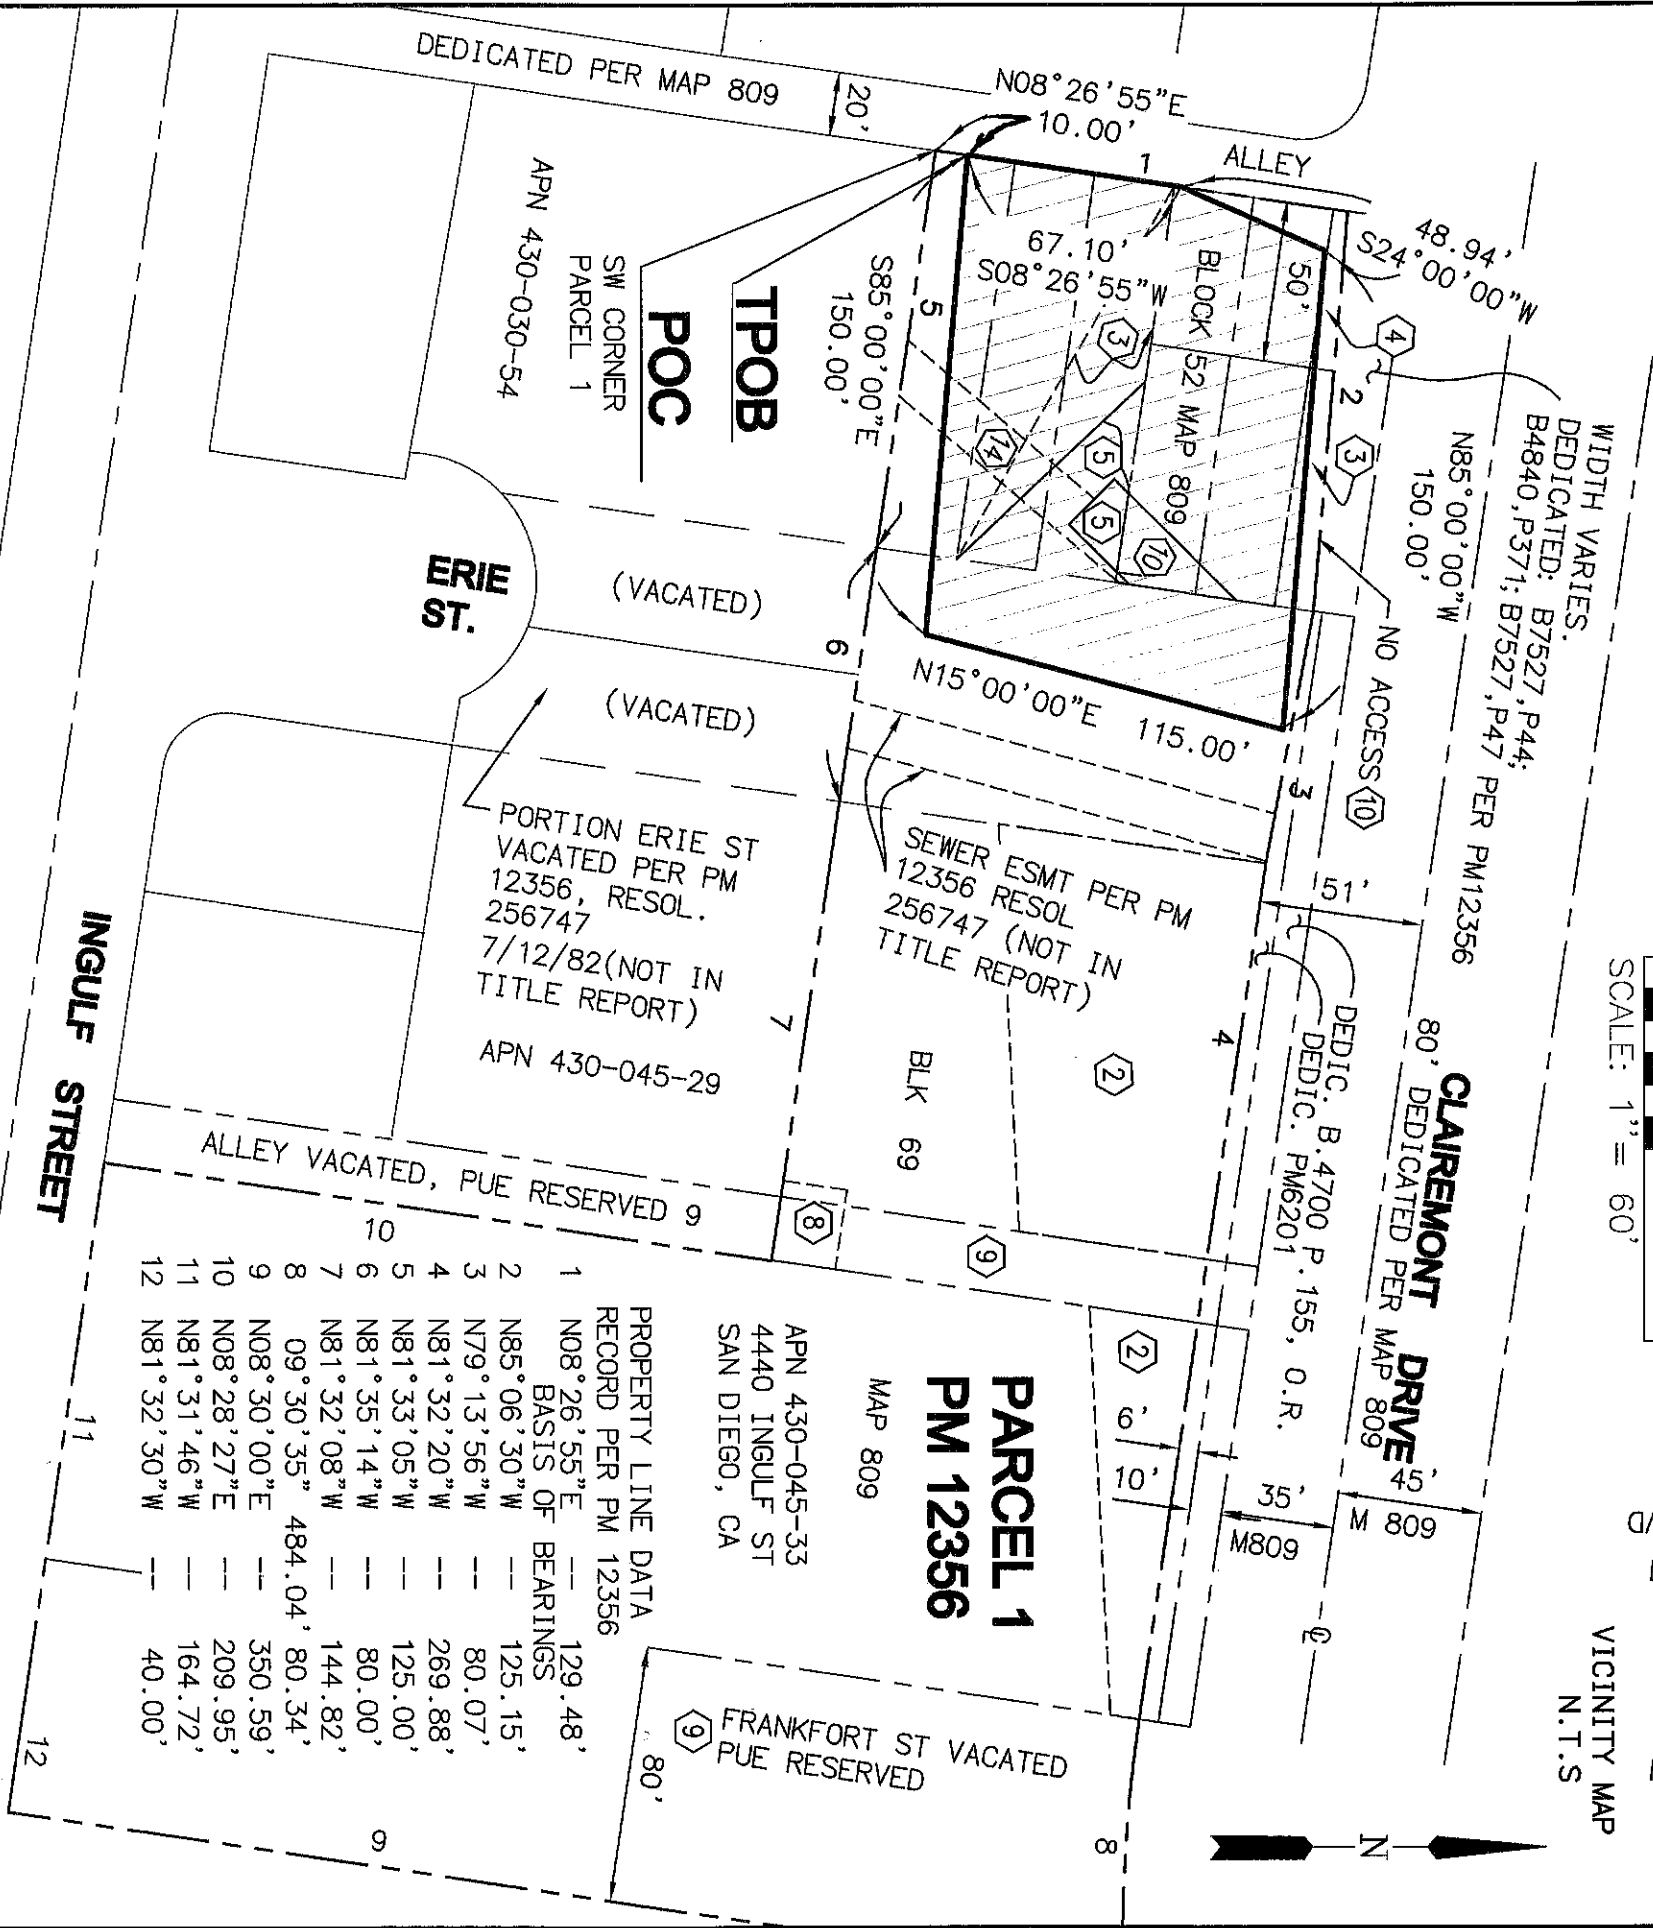 SCALE: 1"= 60'
VICINITY MAP
N.T.S
N
WIDTH VARIES.
DEDICATED: B7527,P44;
B4840,P371; B7527,P47 PER PM12356
N85°00'00"W
150.00'
NO ACCESS 10
CLAIREMONT DRIVE
80' DEDICATED PER MAP 809
DEDIC. B.4700 P.155, O.R.
DEDIC. PM6201
51'
45'
M 809
35'
M809
6'
10'
48.94'
S24°00'00"W
ALLEY
N08°26'55"E
10.00'
DEDICATED PER MAP 809
20'
1
50'
67.10'
S08°26'55"W
BLOCK 52 MAP 809
4
3
2
3
5
5
10
14
5
S85°00'00"E
150.00'
N15°00'00"E 115.00'
3
TPOB
POC
SW CORNER
PARCEL 1
APN 430-030-54
ERIE
ST.
(VACATED)
(VACATED)
6
SEWER ESMT PER PM
12356 RESOL
256747 (NOT IN
TITLE REPORT)
PORTION ERIE ST
VACATED PER PM
12356, RESOL.
256747
7/12/82(NOT IN
TITLE REPORT)
APN 430-045-29
7
4
2
BLK 69
ALLEY VACATED, PUE RESERVED 9
8
9
2
INGULF STREET
PARCEL 1
PM 12356
MAP 809
APN 430-045-33
4440 INGULF ST
SAN DIEGO, CA
PROPERTY LINE DATA
RECORD PER PM 12356
1 N08°26'55"E -- 129.48'
BASIS OF BEARINGS
2 N85°06'30"W -- 125.15'
3 N79°13'56"W -- 80.07'
4 N81°32'20"W -- 269.88'
5 N81°33'05"W -- 125.00'
6 N81°35'14"W -- 80.00'
7 N81°32'08"W -- 144.82'
8 09°30'35" 484.04' 80.34'
9 N08°30'00"E -- 350.59'
10 N08°28'27"E -- 209.95'
11 N81°31'46"W -- 164.72'
12 N81°32'30"W -- 40.00'
9 FRANKFORT ST VACATED
PUE RESERVED
80'
8
9
10
11
12